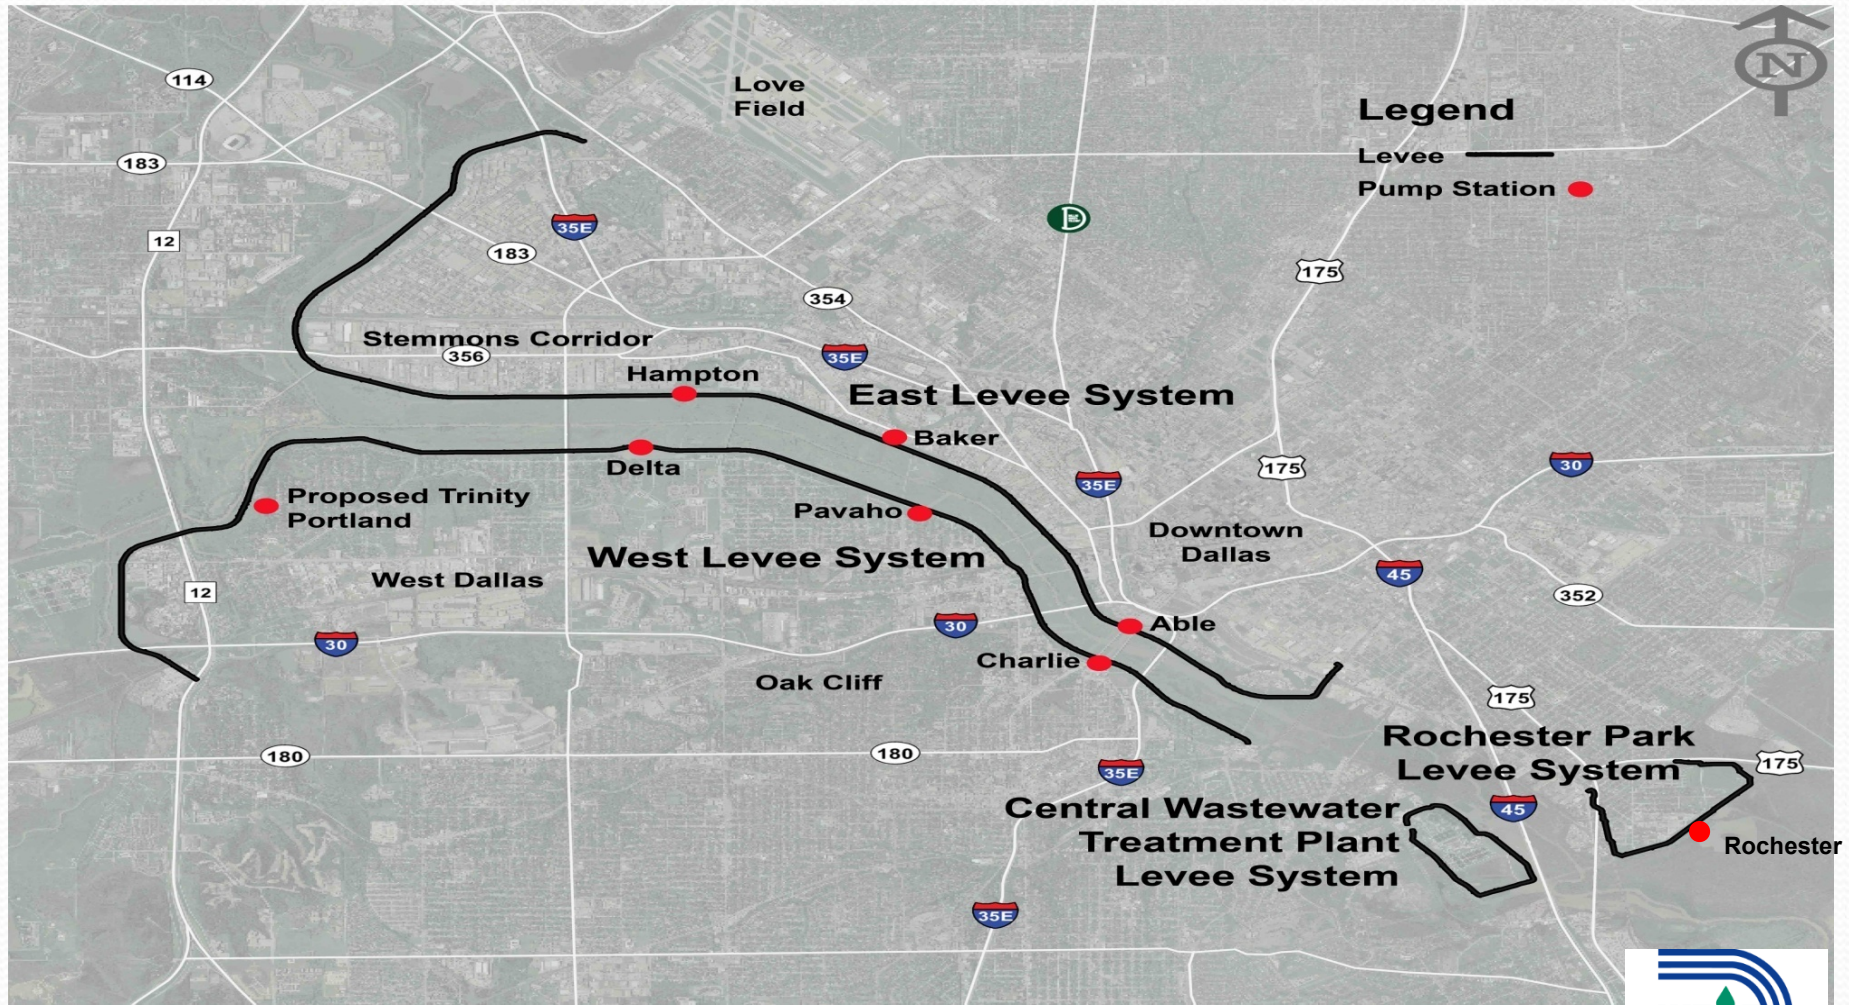 114
Love
Field
N
Legend
Levee
Pump Station
183
12
35E
183
D
175
354
Stemmons Corridor
356
35E
Hampton
East Levee System
Baker
Delta
175
30
35E
Proposed Trinity
Portland
Pavaho
Downtown
Dallas
West Levee System
West Dallas
12
45
352
30
30
Able
Charlie
Oak Cliff
175
180
180
Rochester Park
Levee System
175
35E
Central Wastewater
Treatment Plant
Levee System
45
Rochester
35E